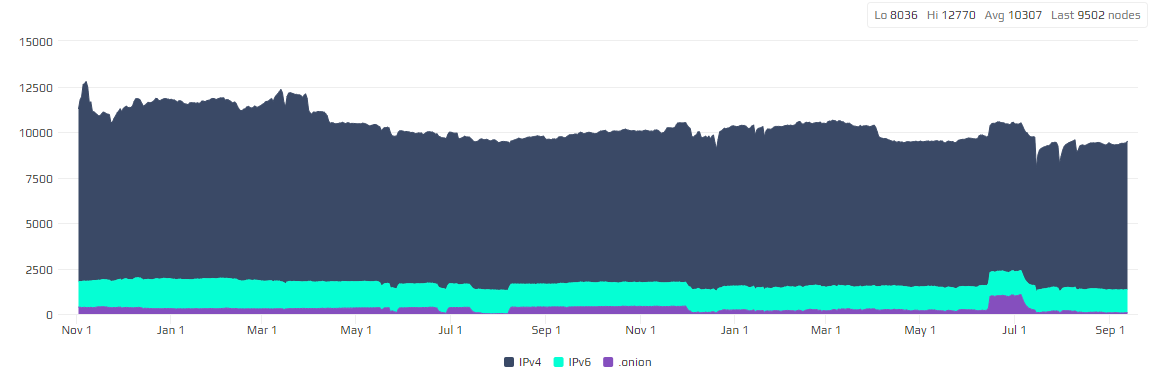 Lo 8036 Hi 12770 Avg 10307 Last 9502 nodes
15000
12500
10000
7500
5000
2500
0
Nov 1 Jan 1 Mar 1 May 1 Jul 1 Sep 1 Nov 1 Jan 1 Mar 1 May 1 Jul 1 Sep 1
IPv4 IPv6 .onion